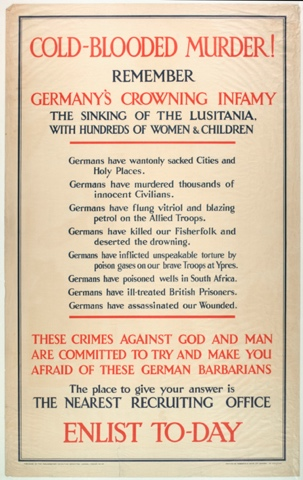 COLD-BLOODED MURDER!
REMEMBER
GERMANY'S CROWNING INFAMY
THE SINKING OF THE LUSITANIA,
WITH HUNDREDS OF WOMEN & CHILDREN
Germans have wantonly sacked Cities and
Holy Places.
Germans have murdered thousands of
innocent Civilians.
Germans have flung vitriol and blazing
petrol on the Allied Troops.
Germans have killed our Fisherfolk and
deserted the drowning.
Germans have inflicted unspeakable torture by
poison gases on our brave Troops at Ypres.
Germans have poisoned wells in South Africa.
Germans have ill-treated British Prisoners.
Germans have assassinated our Wounded.
THESE CRIMES AGAINST GOD AND MAN
ARE COMMITTED TO TRY AND MAKE YOU
AFRAID OF THESE GERMAN BARBARIANS
The place to give your answer is
THE NEAREST RECRUITING OFFICE
ENLIST TO-DAY